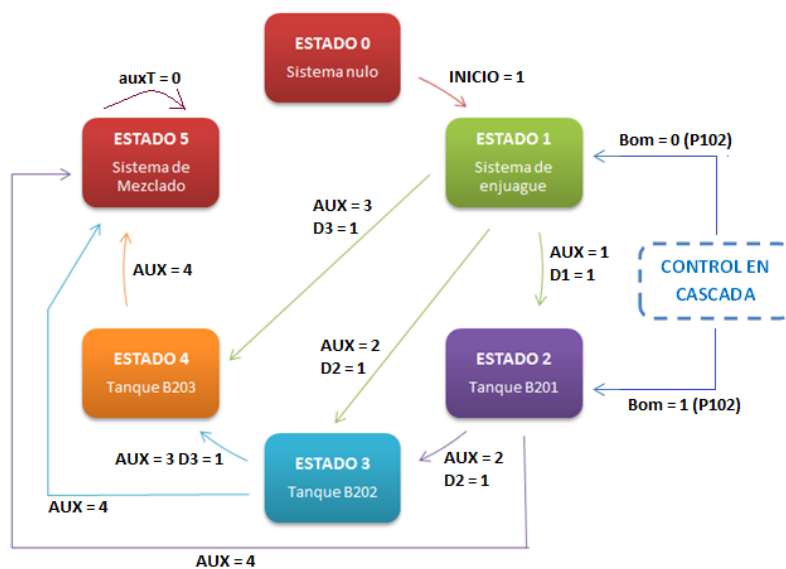 ESTADO 0
Sistema nulo
auxT = 0
INICIO = 1
ESTADO 5
Sistema de
Mezclado
ESTADO 1
Sistema de
enjuague
Bom = 0 (P102)
AUX = 3
D3 = 1
AUX = 1
D1 = 1
CONTROL EN
CASCADA
AUX = 4
ESTADO 4
Tanque B203
AUX = 2
D2 = 1
ESTADO 2
Tanque B201
Bom = 1 (P102)
AUX = 3 D3 = 1
ESTADO 3
Tanque B202
AUX = 2
D2 = 1
AUX = 4
AUX = 4